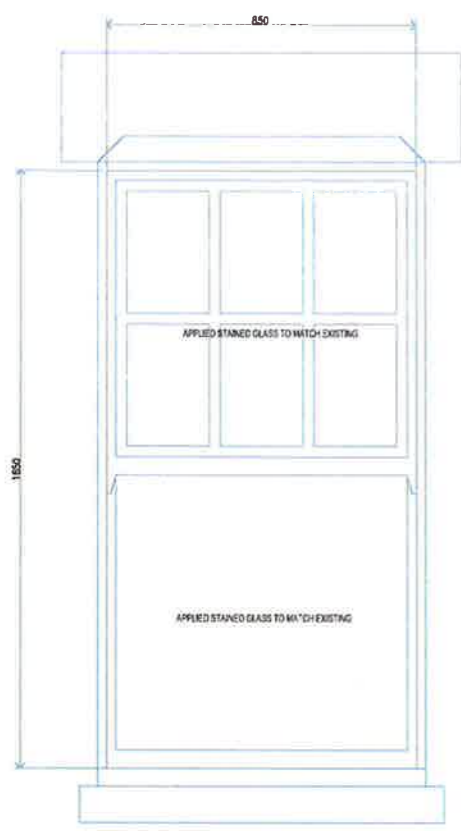 850
APPLIED STAINED GLASS TO MATCH EXISTING
1650
APPLIED STAINED GLASS TO MATCH EXISTING